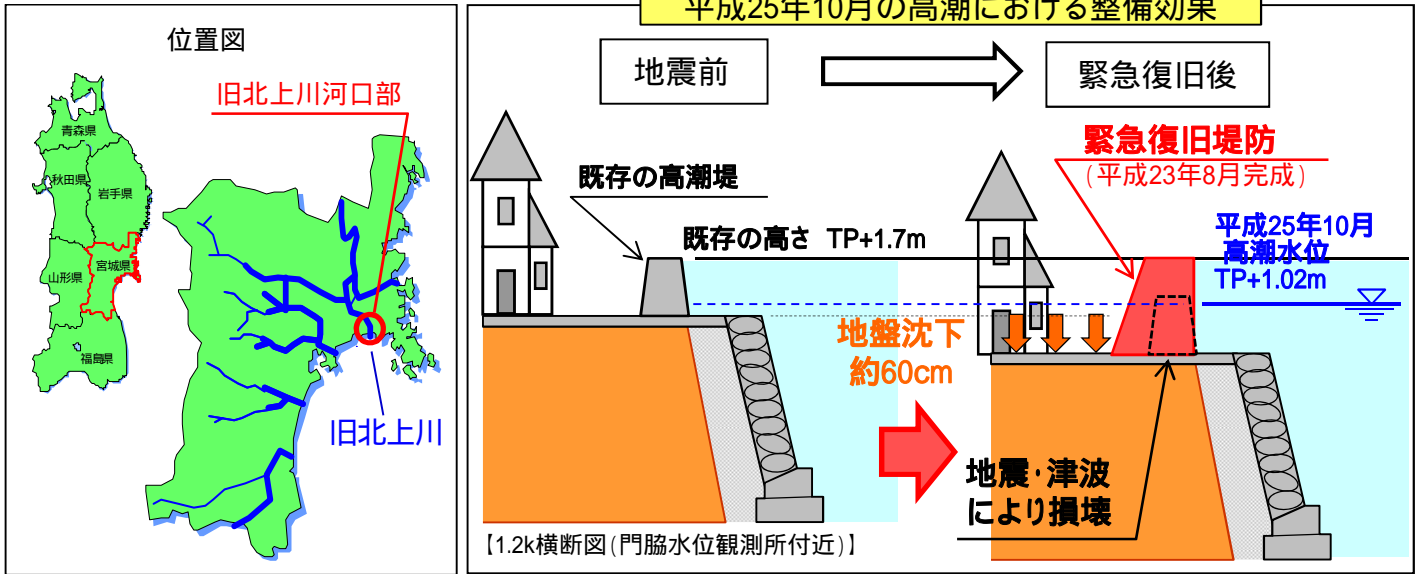 位置図
旧北上川河口部
青森県
秋田県
岩手県
山形県
宮城県
福島県
旧北上川
平成25年10月の高潮における整備効果
地震前
緊急復旧後
既存の高潮堤
既存の高さ TP+1.7m
緊急復旧堤防
(平成23年8月完成)
平成25年10月
高潮水位
TP+1.02m
地盤沈下
約60cm
地震・津波
により損壊
【1.2k横断図(門脇水位観測所付近)】